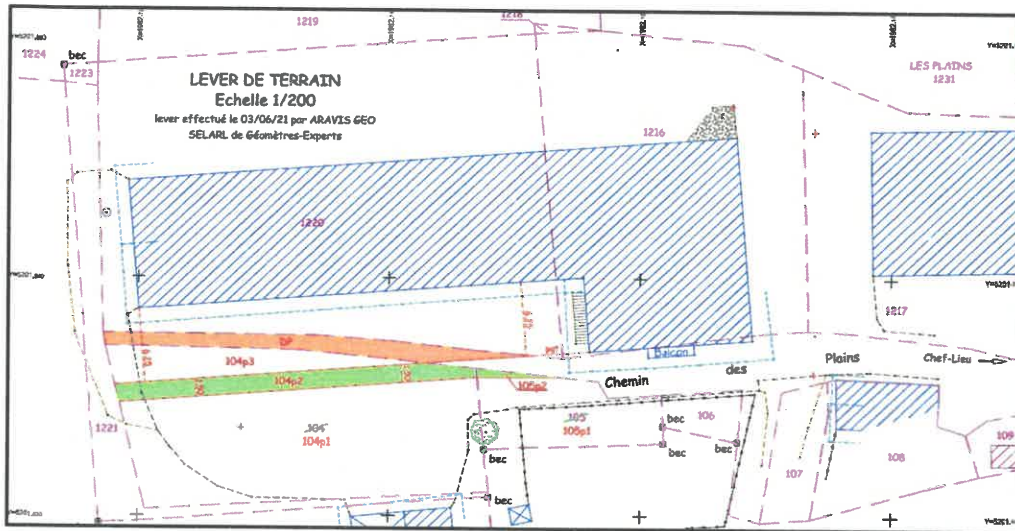 1219
1218
1224
bec
1223
LEVER DE TERRAIN
Echelle 1/200
lever effectué le 03/06/21 par ARAVIS GEO
SELARL de Géomètres-Experts
LES PLAINS
1231
1216
1220
1217
DP
104p3
104p2
105p2
Balcon
Chemin
des
Plains
Chef-Lieu
1221
104
104p1
105
105p1
106
bec
bec
bec
bec
bec
107
108
109